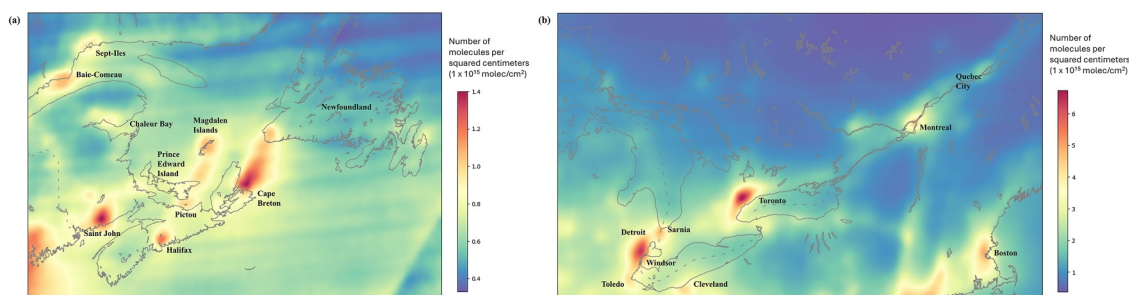 (a)
Sept-Iles
Baie-Comeau
Chaleur Bay
Magdalen
Islands
Newfoundland
Prince
Edward
Island
Cape
Breton
Pictou
Saint John
Halifax
Number of
molecules per
squared centimeters
(1 x 10¹⁵ molec/cm²)
1.4
1.2
1.0
0.8
0.6
0.4
(b)
Quebec
City
Montreal
Toronto
Sarnia
Detroit
Windsor
Boston
Toledo
Cleveland
Number of
molecules per
squared centimeters
(1 x 10¹⁵ molec/cm²)
6
5
4
3
2
1